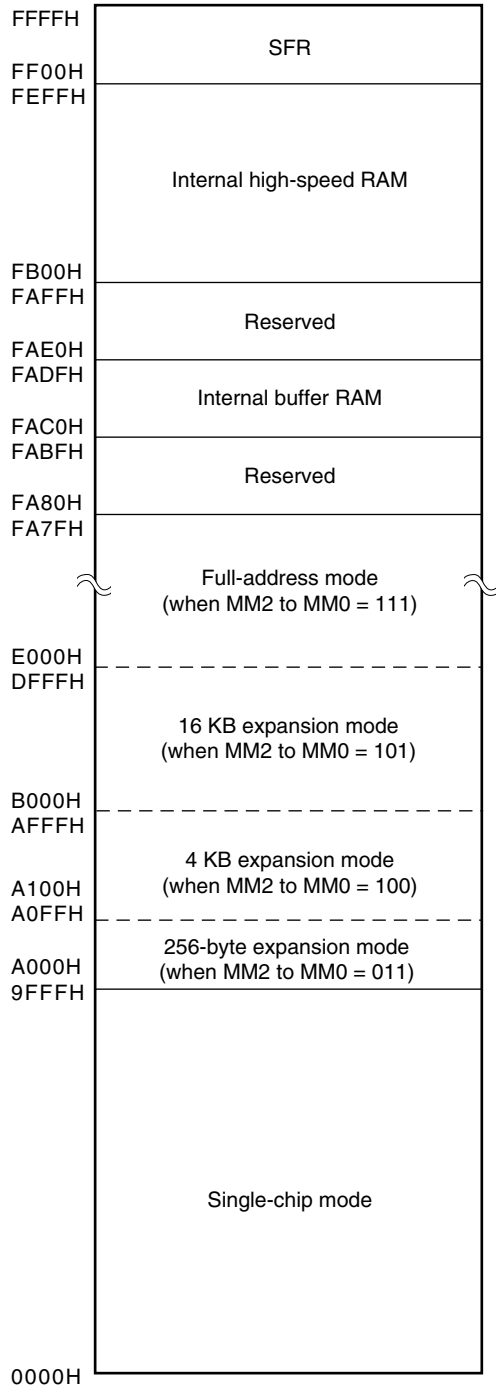 FFFFH
SFR
FF00H
FEFFH
Internal high-speed RAM
FB00H
FAFFH
Reserved
FAE0H
FADFH
Internal buffer RAM
FAC0H
FABFH
Reserved
FA80H
FA7FH
Full-address mode
(when MM2 to MM0 = 111)
E000H
DFFFH
16 KB expansion mode
(when MM2 to MM0 = 101)
B000H
AFFFH
4 KB expansion mode
(when MM2 to MM0 = 100)
A100H
A0FFH
256-byte expansion mode
(when MM2 to MM0 = 011)
A000H
9FFFH
Single-chip mode
0000H